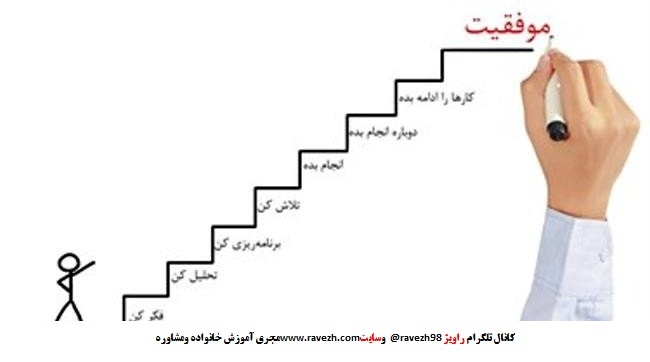 موفقیت
کارها را ادامه بده
دوباره انجام بده
انجام بده
تلاش کن
برنامه‌ریزی کن
تحلیل کن
فکر کن
کانال تلگرام راویژ @ravezh98 وسایتwww.ravezh.comمجری آموزش خانواده ومشاوره